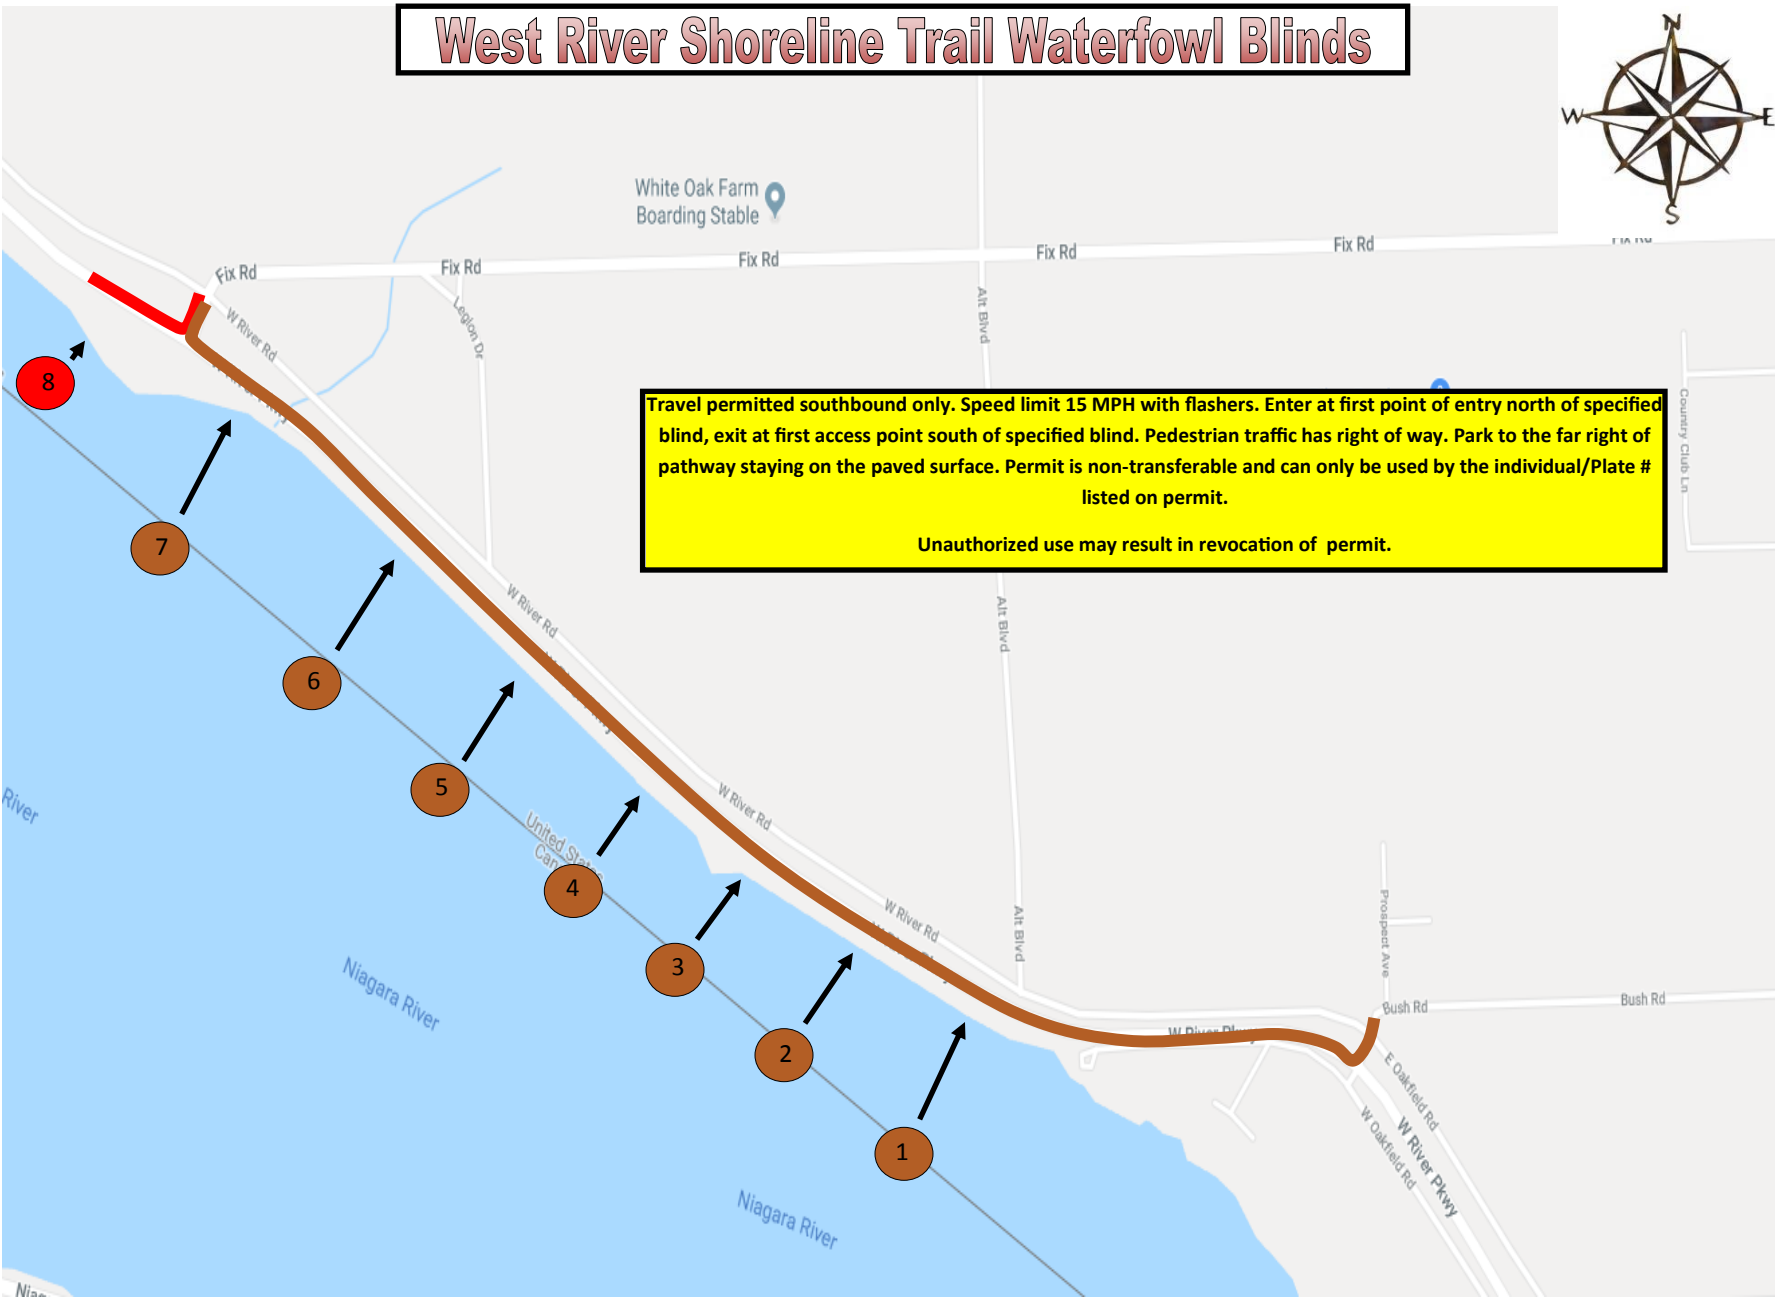 West River Shoreline Trail Waterfowl Blinds
N
W
E
S
White Oak Farm
Boarding Stable
Fix Rd
Fix Rd
Fix Rd
Fix Rd
Fix Rd
Fix Rd
W River Rd
Legion Dr
Alt Blvd
8
Travel permitted southbound only. Speed limit 15 MPH with flashers. Enter at first point of entry north of specified
blind, exit at first access point south of specified blind. Pedestrian traffic has right of way. Park to the far right of
pathway staying on the paved surface. Permit is non-transferable and can only be used by the individual/Plate #
listed on permit.
Unauthorized use may result in revocation of permit.
Country Club Ln
7
W River Rd
Alt Blvd
6
5
River
W River Rd
United States
4
W River Rd
Alt Blvd
Prospect Ave
3
Niagara River
Bush Rd
Bush Rd
W River Pkwy
2
E Oakfield Rd
W Oakfield Rd
W River Pkwy
1
Niagara River